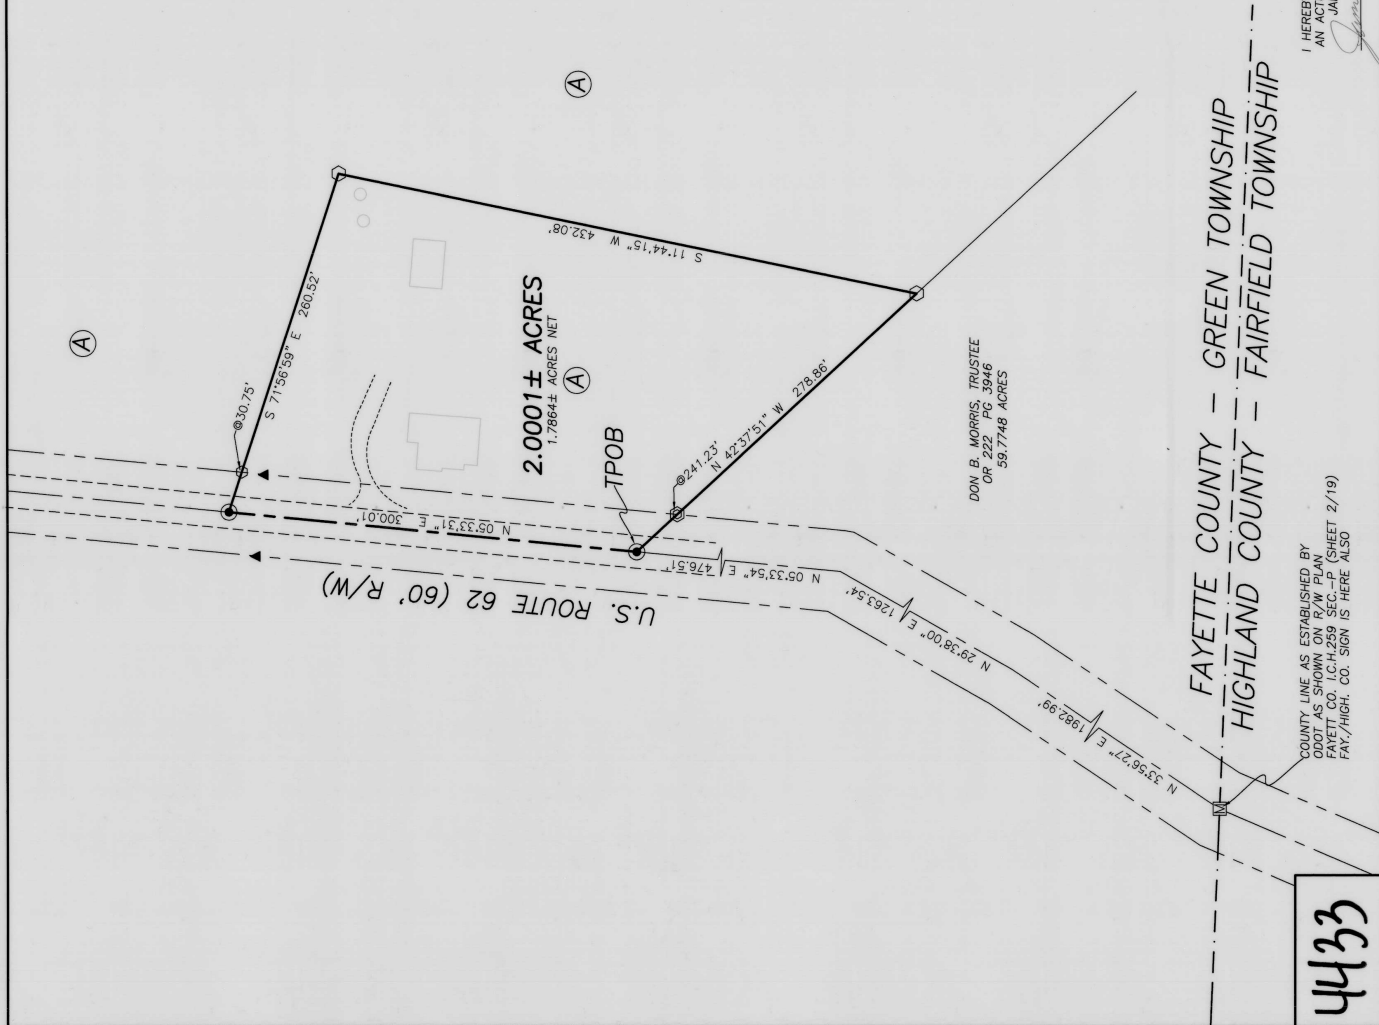 I HEREB
AN ACT
JA
Ⓐ
Ⓐ
@30.75'
S 71°56'59" E 260.52'
S 11°44'15" W 432.08'
2.0001± ACRES
1.7864± ACRES NET
Ⓐ
TPOB
N 05°33'31" E 300.01'
@241.23'
N 42°37'51" W 278.86'
U.S. ROUTE 62 (60' R/W)
N 05°33'54" E 476.51'
N 29°38'00" E 1263.54'
N 33°56'27" E 1982.99'
DON B. MORRIS, TRUSTEE
OR 222 PG 3946
59.7748 ACRES
FAYETTE COUNTY – GREEN TOWNSHIP
HIGHLAND COUNTY – FAIRFIELD TOWNSHIP
M
COUNTY LINE AS ESTABLISHED BY
ODOT AS SHOWN ON R/W PLAN
FAYETT CO. I.C.H.259 SEC.-P (SHEET 2/19)
FAY./HIGH. CO. SIGN IS HERE ALSO
4433